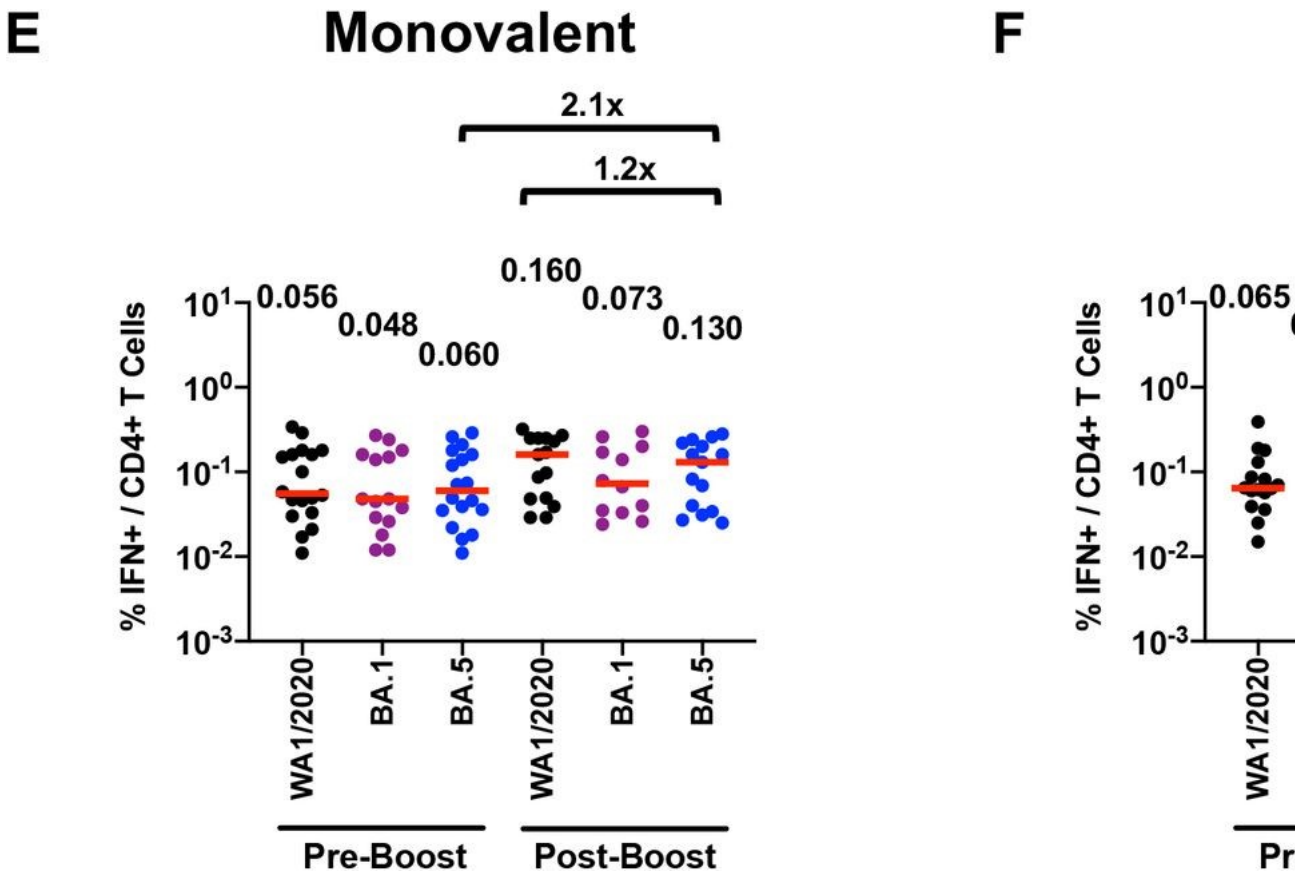 E
Monovalent
F
2.1x
1.2x
0.056
0.048
0.060
0.160
0.073
0.130
0.065
% IFN+ / CD4+ T Cells
10¹
10⁰
10⁻¹
10⁻²
10⁻³
WA1/2020
BA.1
BA.5
WA1/2020
BA.1
BA.5
Pre-Boost
Post-Boost
% IFN+ / CD4+ T Cells
10¹
10⁰
10⁻¹
10⁻²
10⁻³
WA1/2020
Pr